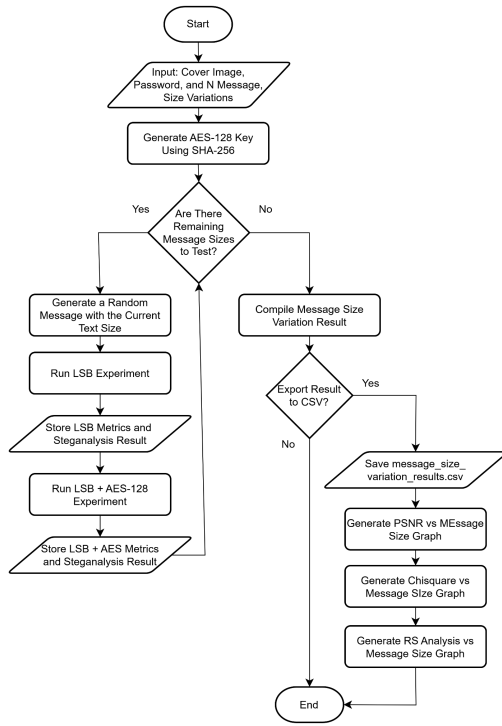 Start
Input: Cover Image,
Password, and N Message,
Size Variations
Generate AES-128 Key
Using SHA-256
Are There
Remaining
Message Sizes
to Test?
Yes
No
Generate a Random
Message with the Current
Text Size
Run LSB Experiment
Store LSB Metrics and
Steganalysis Result
Run LSB + AES-128
Experiment
Store LSB + AES Metrics
and Steganalysis Result
Compile Message Size
Variation Result
Export Result
to CSV?
Yes
No
Save message_size_
variation_results.csv
Generate PSNR vs MEssage
Size Graph
Generate Chisquare vs
Message SIze Graph
Generate RS Analysis vs
Message Size Graph
End